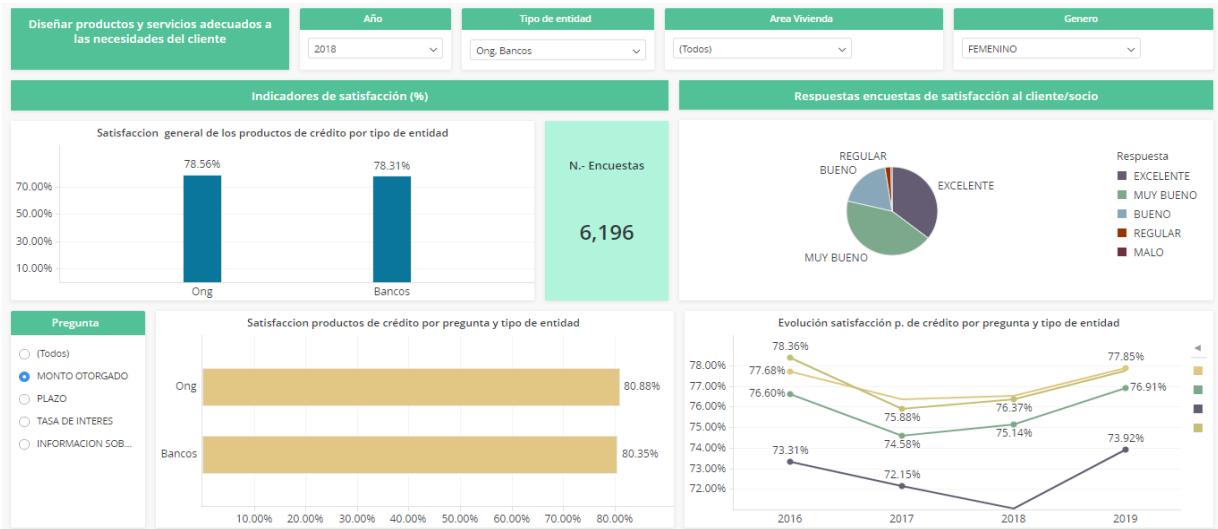 Diseñar productos y servicios adecuados a
las necesidades del cliente
Año
2018
Tipo de entidad
Ong, Bancos
Area Vivienda
(Todos)
Genero
FEMENINO
Indicadores de satisfacción (%)
Respuestas encuestas de satisfacción al cliente/socio
Satisfaccion general de los productos de crédito por tipo de entidad
78.56%
78.31%
70.00%
50.00%
30.00%
10.00%
Ong
Bancos
N.- Encuestas
6,196
REGULAR
BUENO
EXCELENTE
MUY BUENO
Respuesta
EXCELENTE
MUY BUENO
BUENO
REGULAR
MALO
Pregunta
(Todos)
MONTO OTORGADO
PLAZO
TASA DE INTERES
INFORMACION SOB...
Satisfaccion productos de crédito por pregunta y tipo de entidad
Ong
80.88%
Bancos
80.35%
10.00%
20.00%
30.00%
40.00%
50.00%
60.00%
70.00%
80.00%
Evolución satisfacción p. de crédito por pregunta y tipo de entidad
78.00%
77.00%
76.00%
75.00%
74.00%
73.00%
72.00%
78.36%
77.68%
76.60%
73.31%
75.88%
74.58%
72.15%
76.37%
75.14%
77.85%
76.91%
73.92%
2016
2017
2018
2019